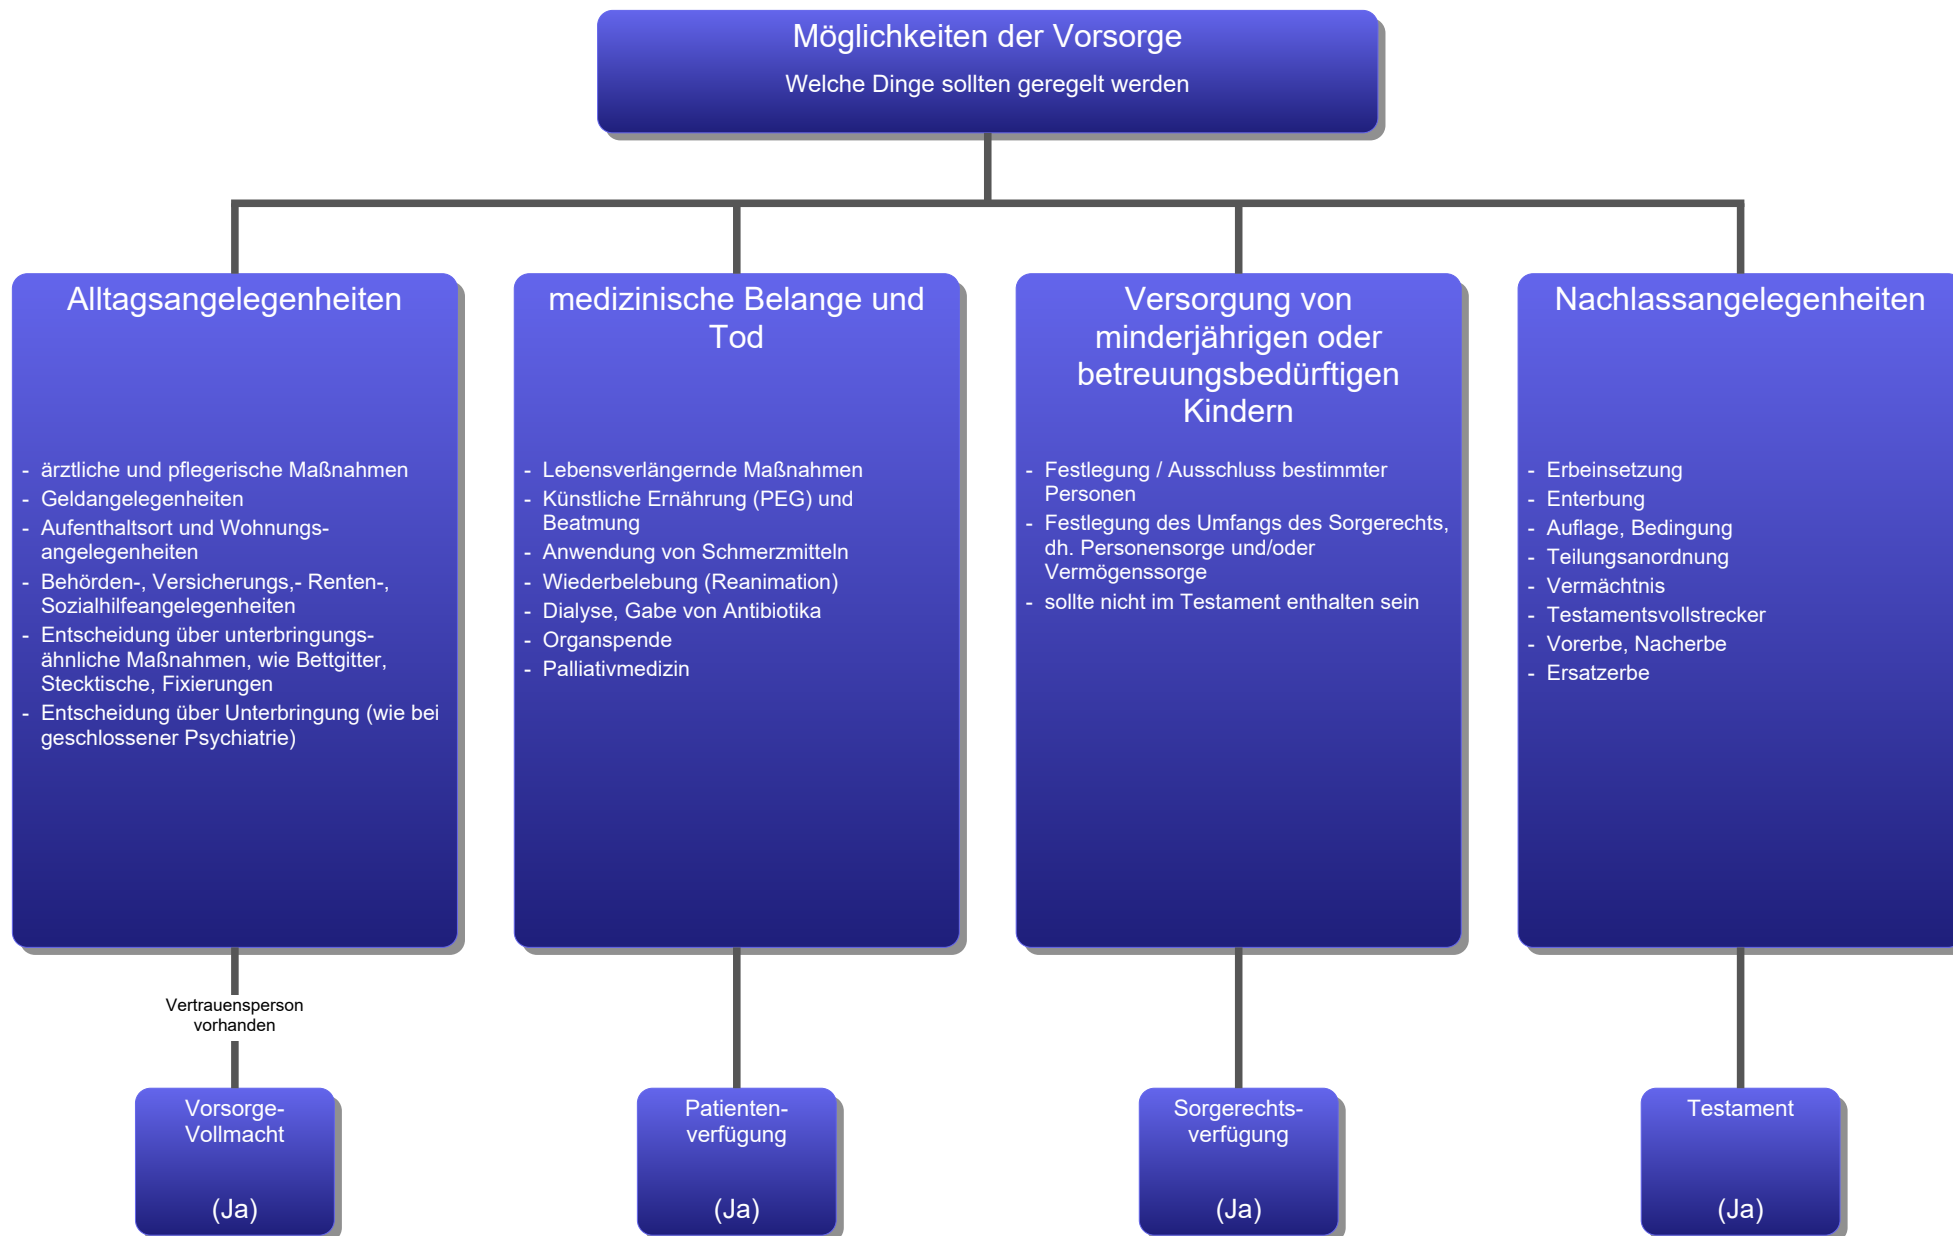 Möglichkeiten der Vorsorge
Welche Dinge sollten geregelt werden
Alltagsangelegenheiten
- ärztliche und pflegerische Maßnahmen
- Geldangelegenheiten
- Aufenthaltsort und Wohnungs-
angelegenheiten
- Behörden-, Versicherungs,- Renten-,
Sozialhilfeangelegenheiten
- Entscheidung über unterbringungs-
ähnliche Maßnahmen, wie Bettgitter,
Stecktische, Fixierungen
- Entscheidung über Unterbringung (wie bei
geschlossener Psychiatrie)
medizinische Belange und
Tod
- Lebensverlängernde Maßnahmen
- Künstliche Ernährung (PEG) und
Beatmung
- Anwendung von Schmerzmitteln
- Wiederbelebung (Reanimation)
- Dialyse, Gabe von Antibiotika
- Organspende
- Palliativmedizin
Versorgung von
minderjährigen oder
betreuungsbedürftigen
Kindern
- Festlegung / Ausschluss bestimmter
Personen
- Festlegung des Umfangs des Sorgerechts,
dh. Personensorge und/oder
Vermögenssorge
- sollte nicht im Testament enthalten sein
Nachlassangelegenheiten
- Erbeinsetzung
- Enterbung
- Auflage, Bedingung
- Teilungsanordnung
- Vermächtnis
- Testamentsvollstrecker
- Vorerbe, Nacherbe
- Ersatzerbe
Vertrauensperson
vorhanden
Vorsorge-
Vollmacht
(Ja)
Patienten-
verfügung
(Ja)
Sorgerechts-
verfügung
(Ja)
Testament
(Ja)